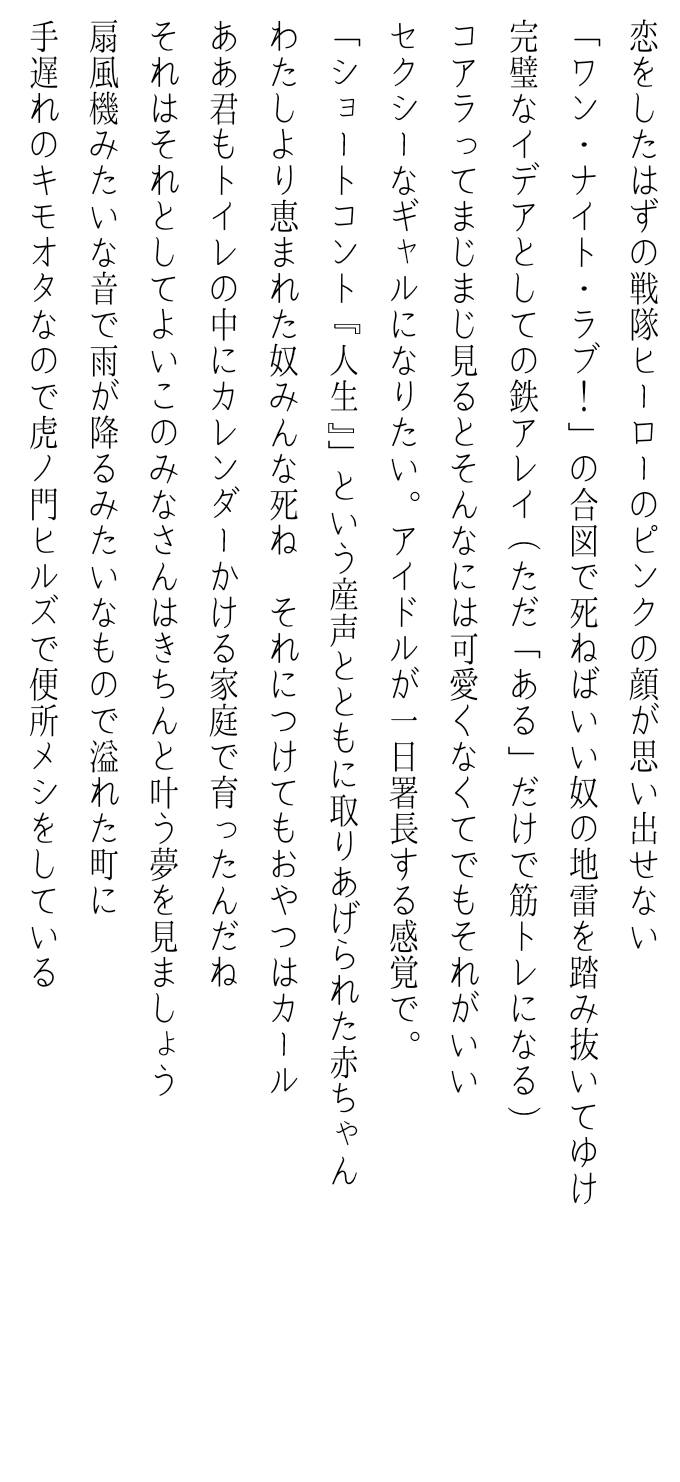 恋をしたはずの戦隊ヒーローのピンクの顔が思い出せない
「ワン・ナイト・ラブ！」の合図で死ねばいい奴の地雷を踏み抜いてゆけ
完璧なイデアとしての鉄アレイ（ただ「ある」だけで筋トレになる）
コアラってまじまじ見るとそんなには可愛くなくてでもそれがいい
セクシーなギャルになりたい。アイドルが一日署長する感覚で。
「ショートコント『人生』」という産声とともに取りあげられた赤ちゃん
わたしより恵まれた奴みんな死ね　それにつけてもおやつはカール
ああ君もトイレの中にカレンダーかける家庭で育ったんだね
それはそれとしてよいこのみなさんはきちんと叶う夢を見ましょう
扇風機みたいな音で雨が降るみたいなもので溢れた町に
手遅れのキモオタなので虎ノ門ヒルズで便所メシをしている